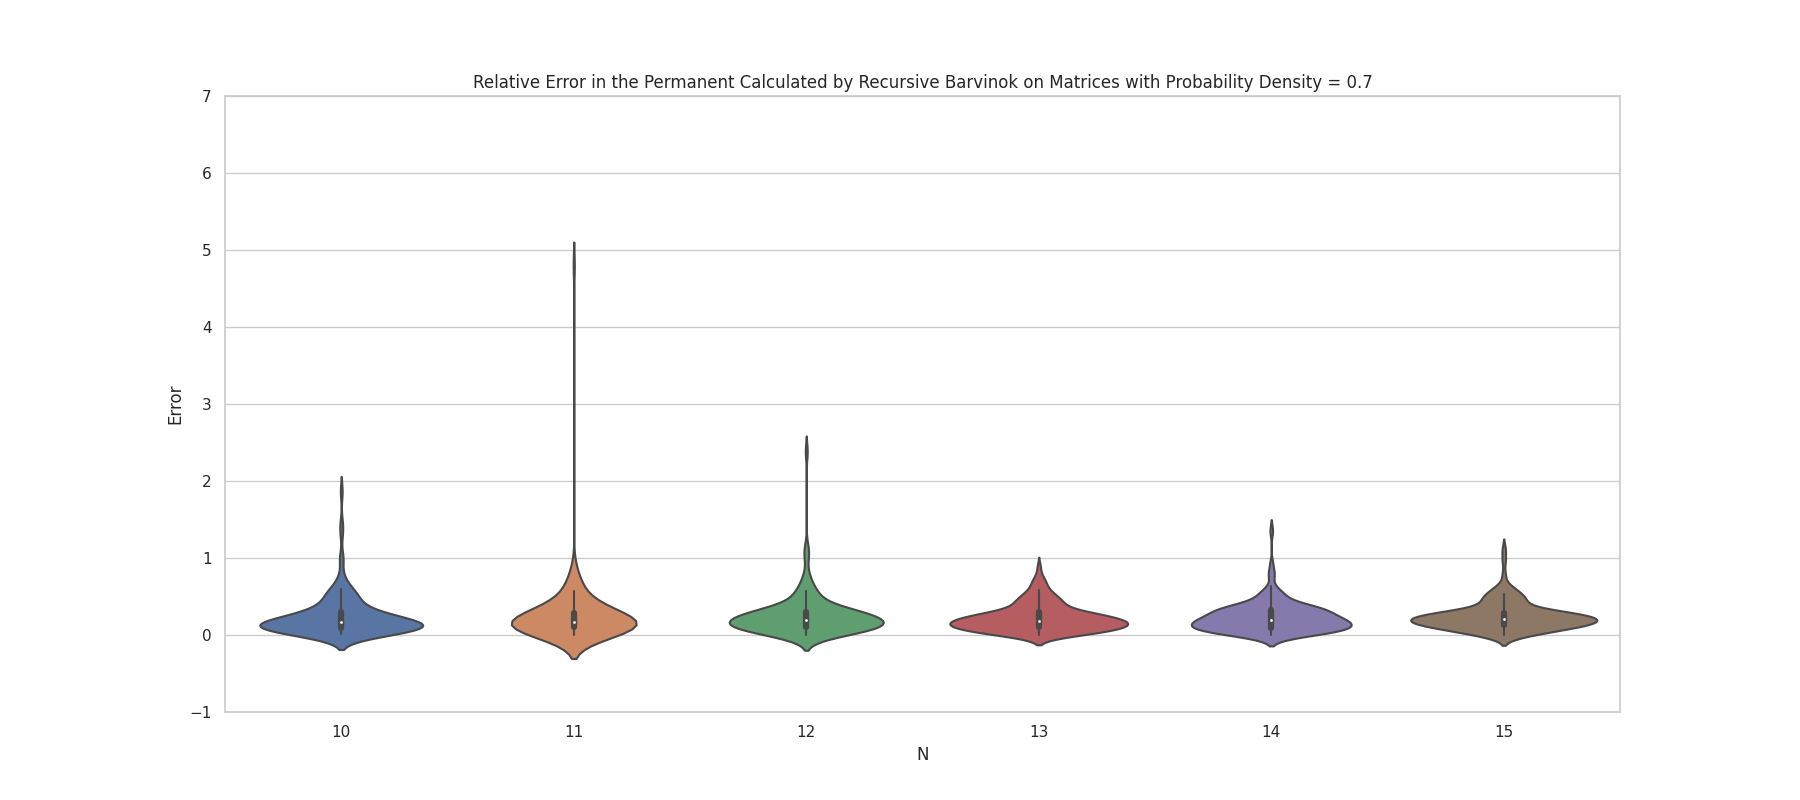 Relative Error in the Permanent Calculated by Recursive Barvinok on Matrices with Probability Density = 0.7
7
6
5
4
3
2
1
0
−1
Error
10 11 12 13 14 15
N